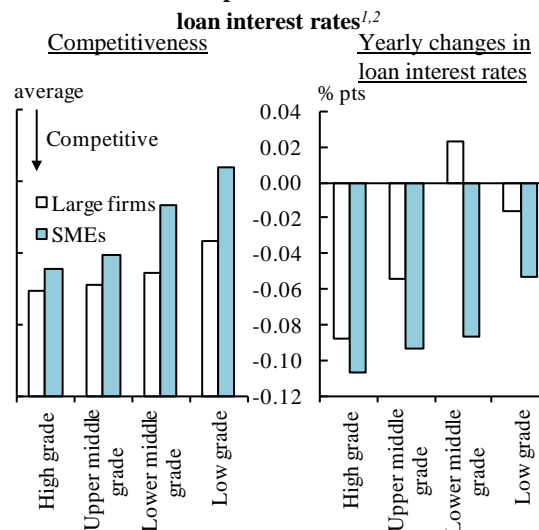 loan interest rates1,2
Competitiveness
Yearly changes in
loan interest rates
average
% pts
Competitive
Large firms
SMEs
0.04
0.02
0.00
-0.02
-0.04
-0.06
-0.08
-0.10
-0.12
High grade
Upper middle
grade
Lower middle
grade
Low grade
High grade
Upper middle
grade
Lower middle
grade
Low grade